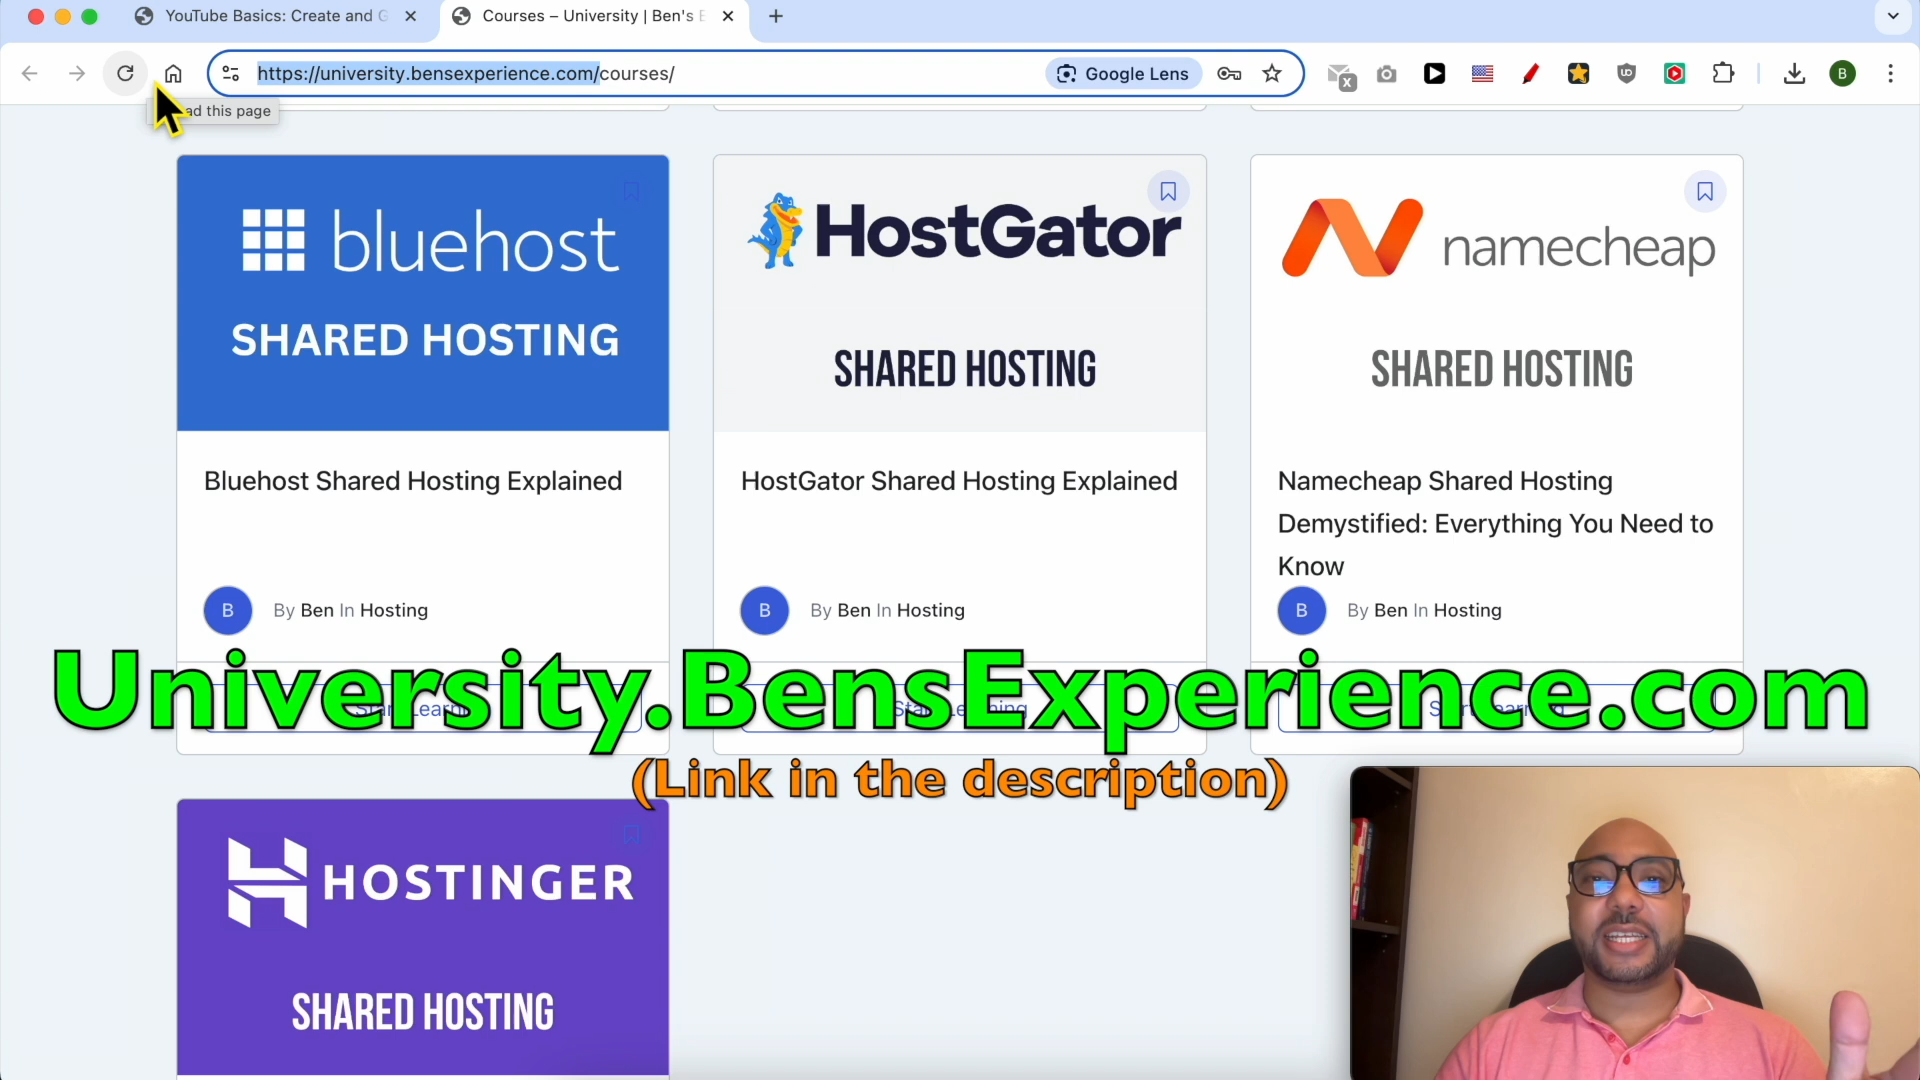 YouTube Basics: Create and G
Courses – University | Ben's E
https://university.bensexperience.com/courses/
Google Lens
B
ad this page
bluehost
SHARED HOSTING
HostGator
SHARED HOSTING
namecheap
SHARED HOSTING
Bluehost Shared Hosting Explained
HostGator Shared Hosting Explained
Namecheap Shared Hosting
Demystified: Everything You Need to
Know
B By Ben In Hosting
B By Ben In Hosting
B By Ben In Hosting
University.BensExperience.com
(Link in the description)
HOSTINGER
SHARED HOSTING